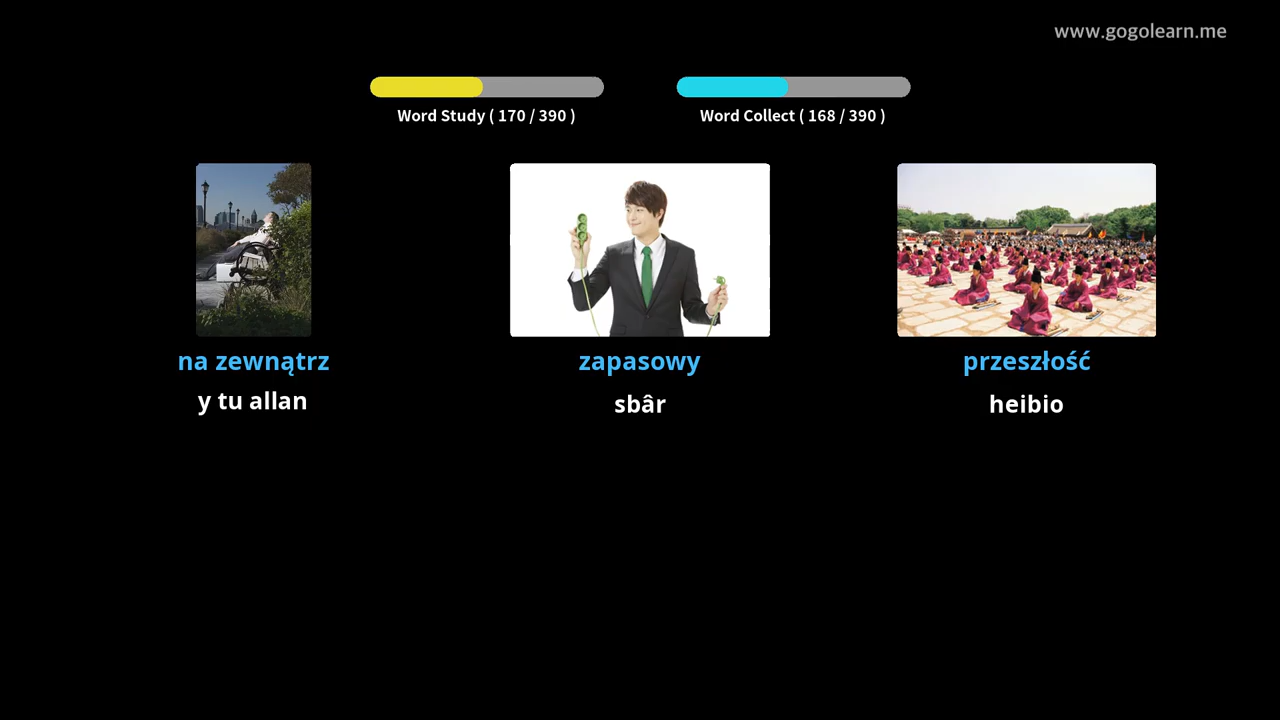 www.gogolearn.me
Word Study ( 170 / 390 )
Word Collect ( 168 / 390 )
na zewnątrz
y tu allan
zapasowy
sbâr
przeszłość
heibio